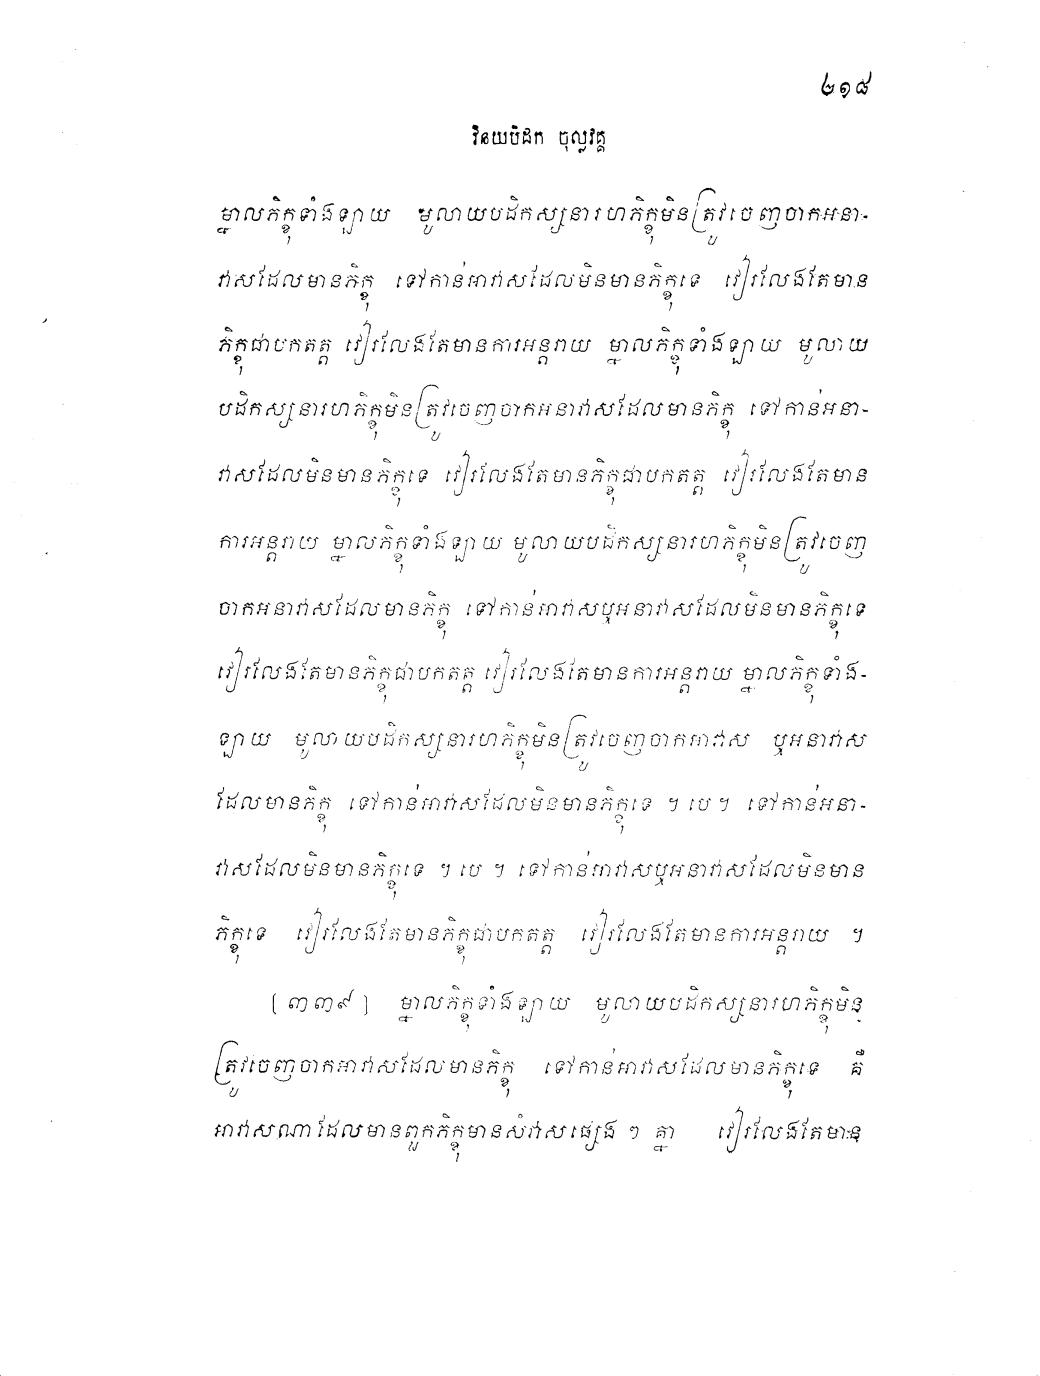 ២១៨
វិនយបិដក ចុល្លវគ្គ
ម្នាលភិក្ខុទាំងឡាយ មូលាយបដិកស្សនារហភិក្ខុមិនត្រូវចេញចាកអនា-
វាសដែលមានភិក្ខុ ទៅកាន់អាវាសដែលមិនមានភិក្ខុទេ វៀរលែងតែមាន
ភិក្ខុជាបកតត្ត វៀរលែងតែមានការអន្តរាយ ម្នាលភិក្ខុទាំងឡាយ មូលាយ
បដិកស្សនារហភិក្ខុមិនត្រូវចេញចាកអនាវាសដែលមានភិក្ខុ ទៅកាន់អនា-
វាសដែលមិនមានភិក្ខុទេ វៀរលែងតែមានភិក្ខុជាបកតត្ត វៀរលែងតែមាន
ការអន្តរាយ ម្នាលភិក្ខុទាំងឡាយ មូលាយបដិកស្សនារហភិក្ខុមិនត្រូវចេញ
ចាកអនាវាសដែលមានភិក្ខុ ទៅកាន់អាវាសឬអនាវាសដែលមិនមានភិក្ខុទេ
វៀរលែងតែមានភិក្ខុជាបកតត្ត វៀរលែងតែមានការអន្តរាយ ម្នាលភិក្ខុទាំង-
ឡាយ មូលាយបដិកស្សនារហភិក្ខុមិនត្រូវចេញចាកអាវាស ឬអនាវាស
ដែលមានភិក្ខុ ទៅកាន់អាវាសដែលមិនមានភិក្ខុទេ ។ បេ ។ ទៅកាន់អនា-
វាសដែលមិនមានភិក្ខុទេ ។ បេ ។ ទៅកាន់អាវាសឬអនាវាសដែលមិនមាន
ភិក្ខុទេ វៀរលែងតែមានភិក្ខុជាបកតត្ត វៀរលែងតែមានការអន្តរាយ ។
[៣៣៩] ម្នាលភិក្ខុទាំងឡាយ មូលាយបដិកស្សនារហភិក្ខុមិន
ត្រូវចេញចាកអាវាសដែលមានភិក្ខុ ទៅកាន់អាវាសដែលមានភិក្ខុទេ គឺ
អាវាសណាដែលមានពួកភិក្ខុមានសំវាសផ្សេង ៗ គ្នា វៀរលែងតែមាន